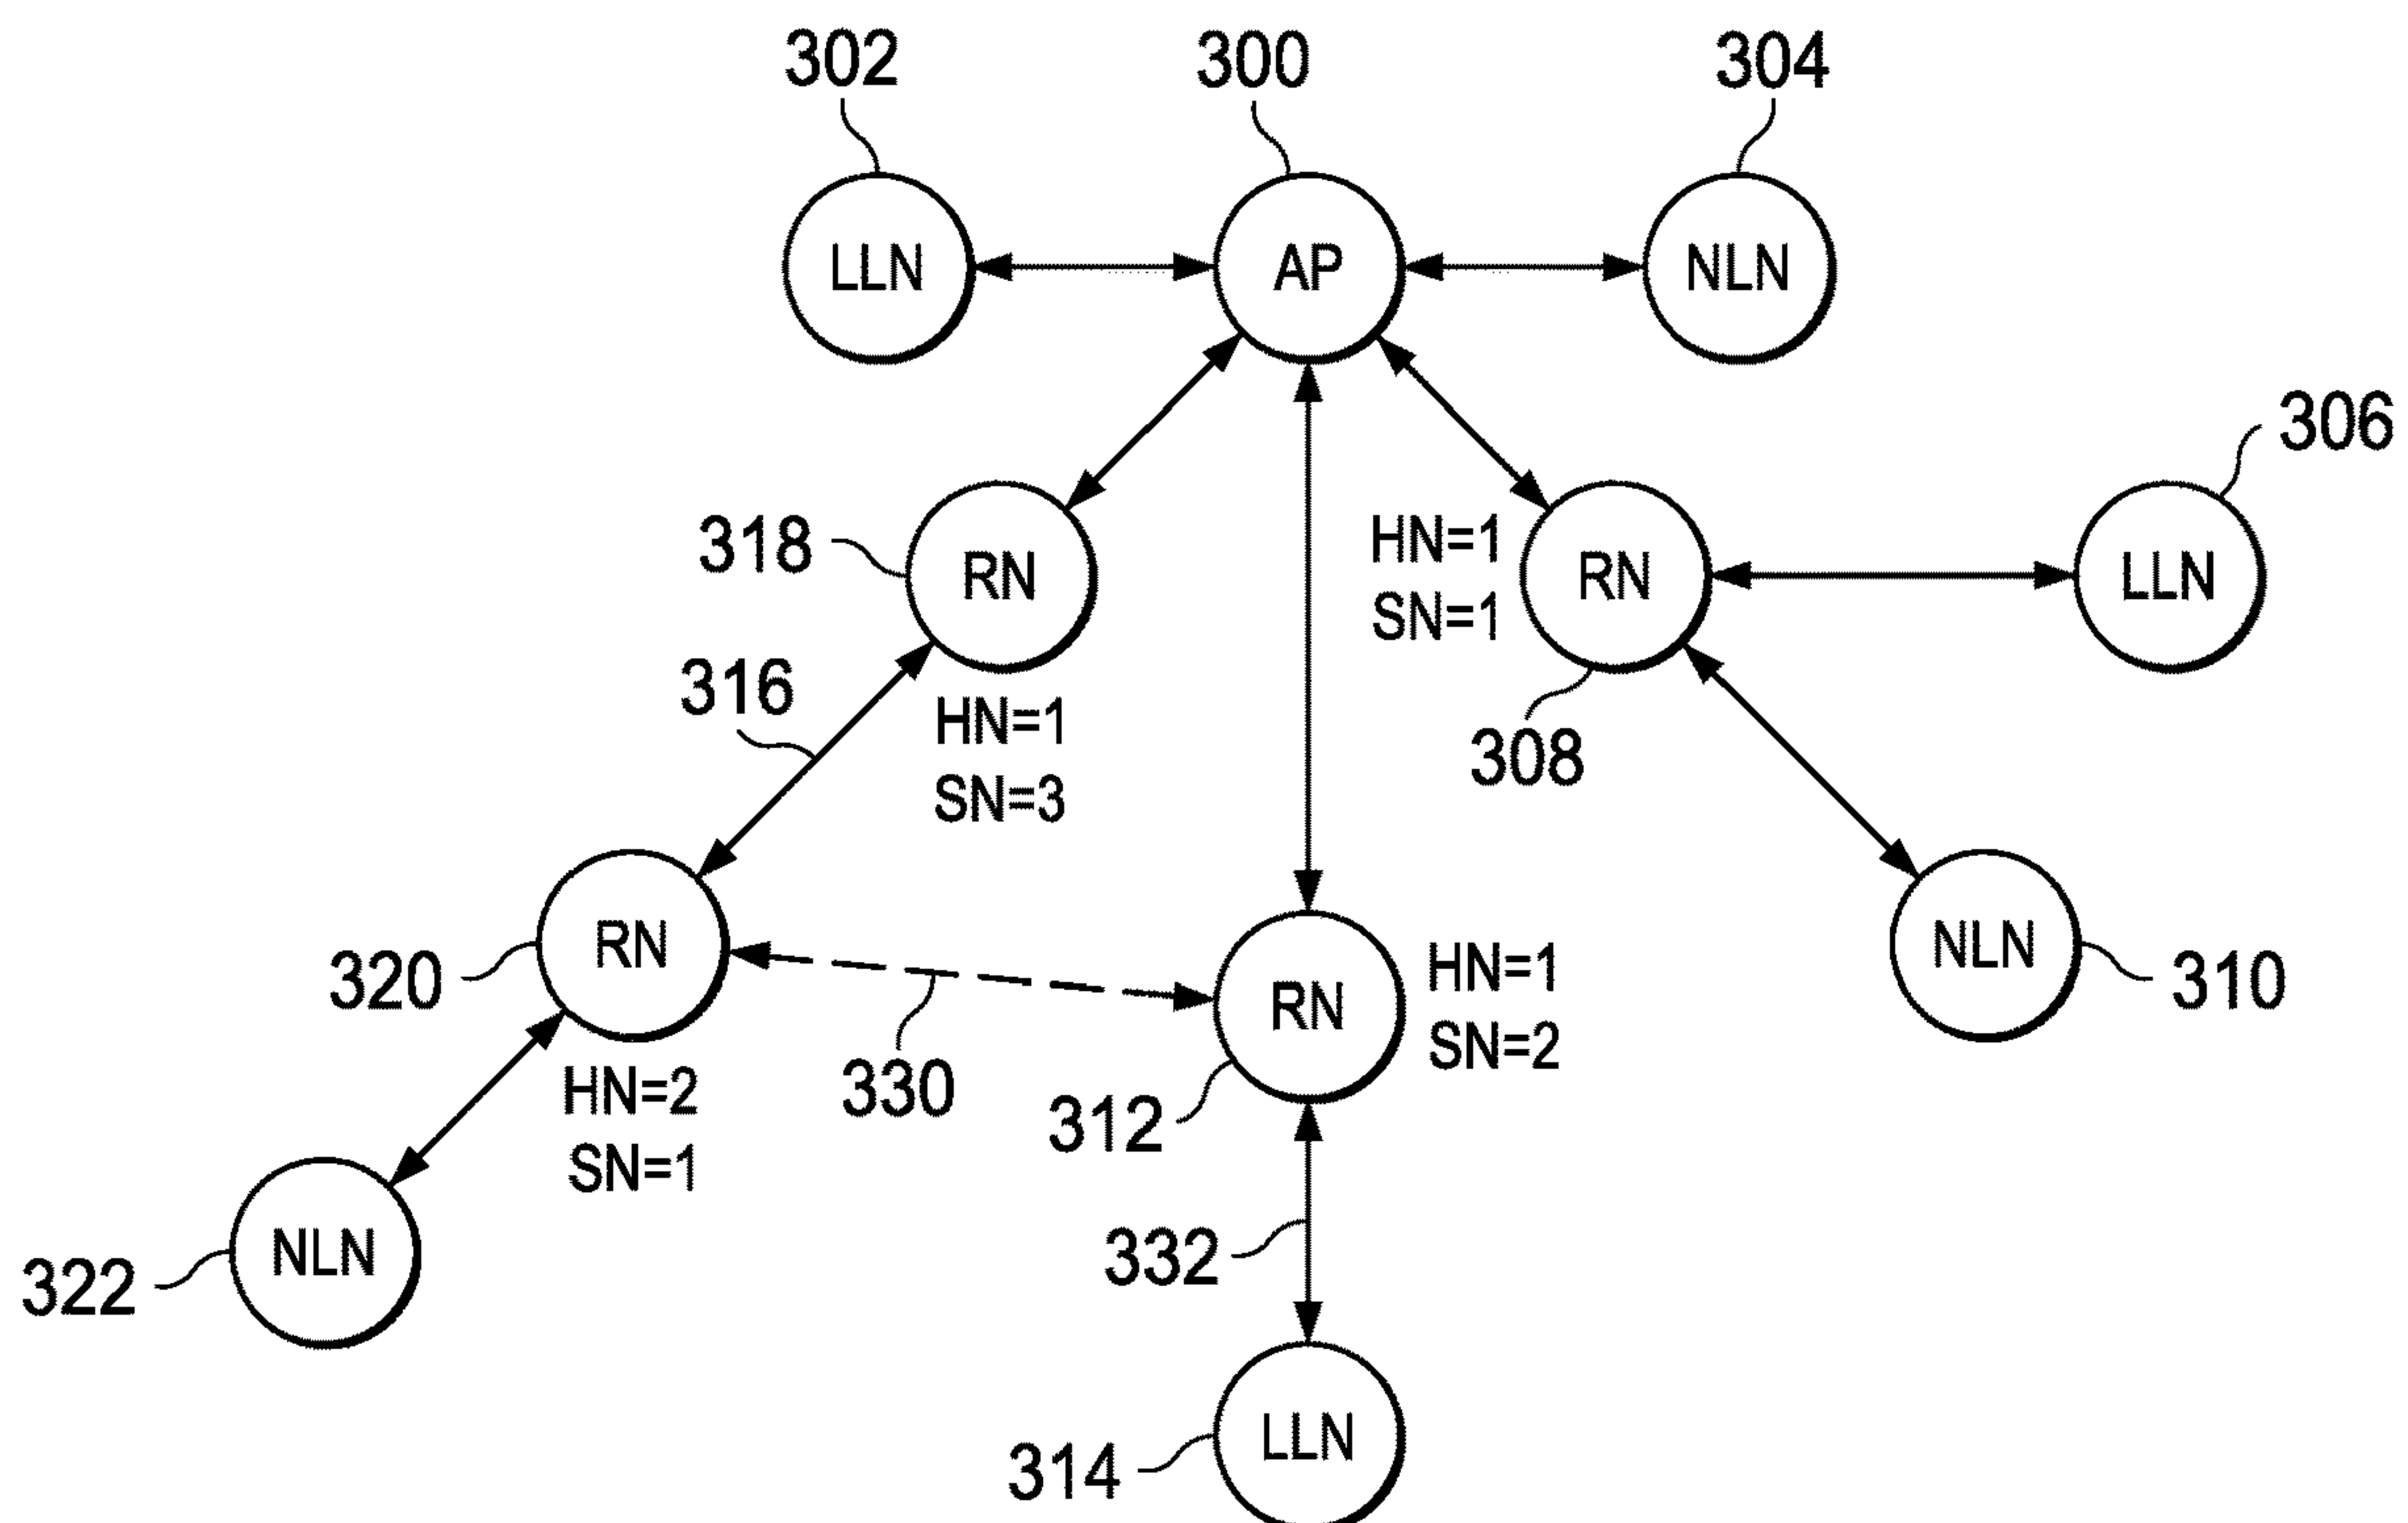 302
300
304
LLN
AP
NLN
306
318
RN
HN=1
SN=1
RN
LLN
316
HN=1
SN=3
308
320
RN
330
RN
HN=1
SN=2
NLN
310
HN=2
SN=1
312
322
NLN
332
314
LLN